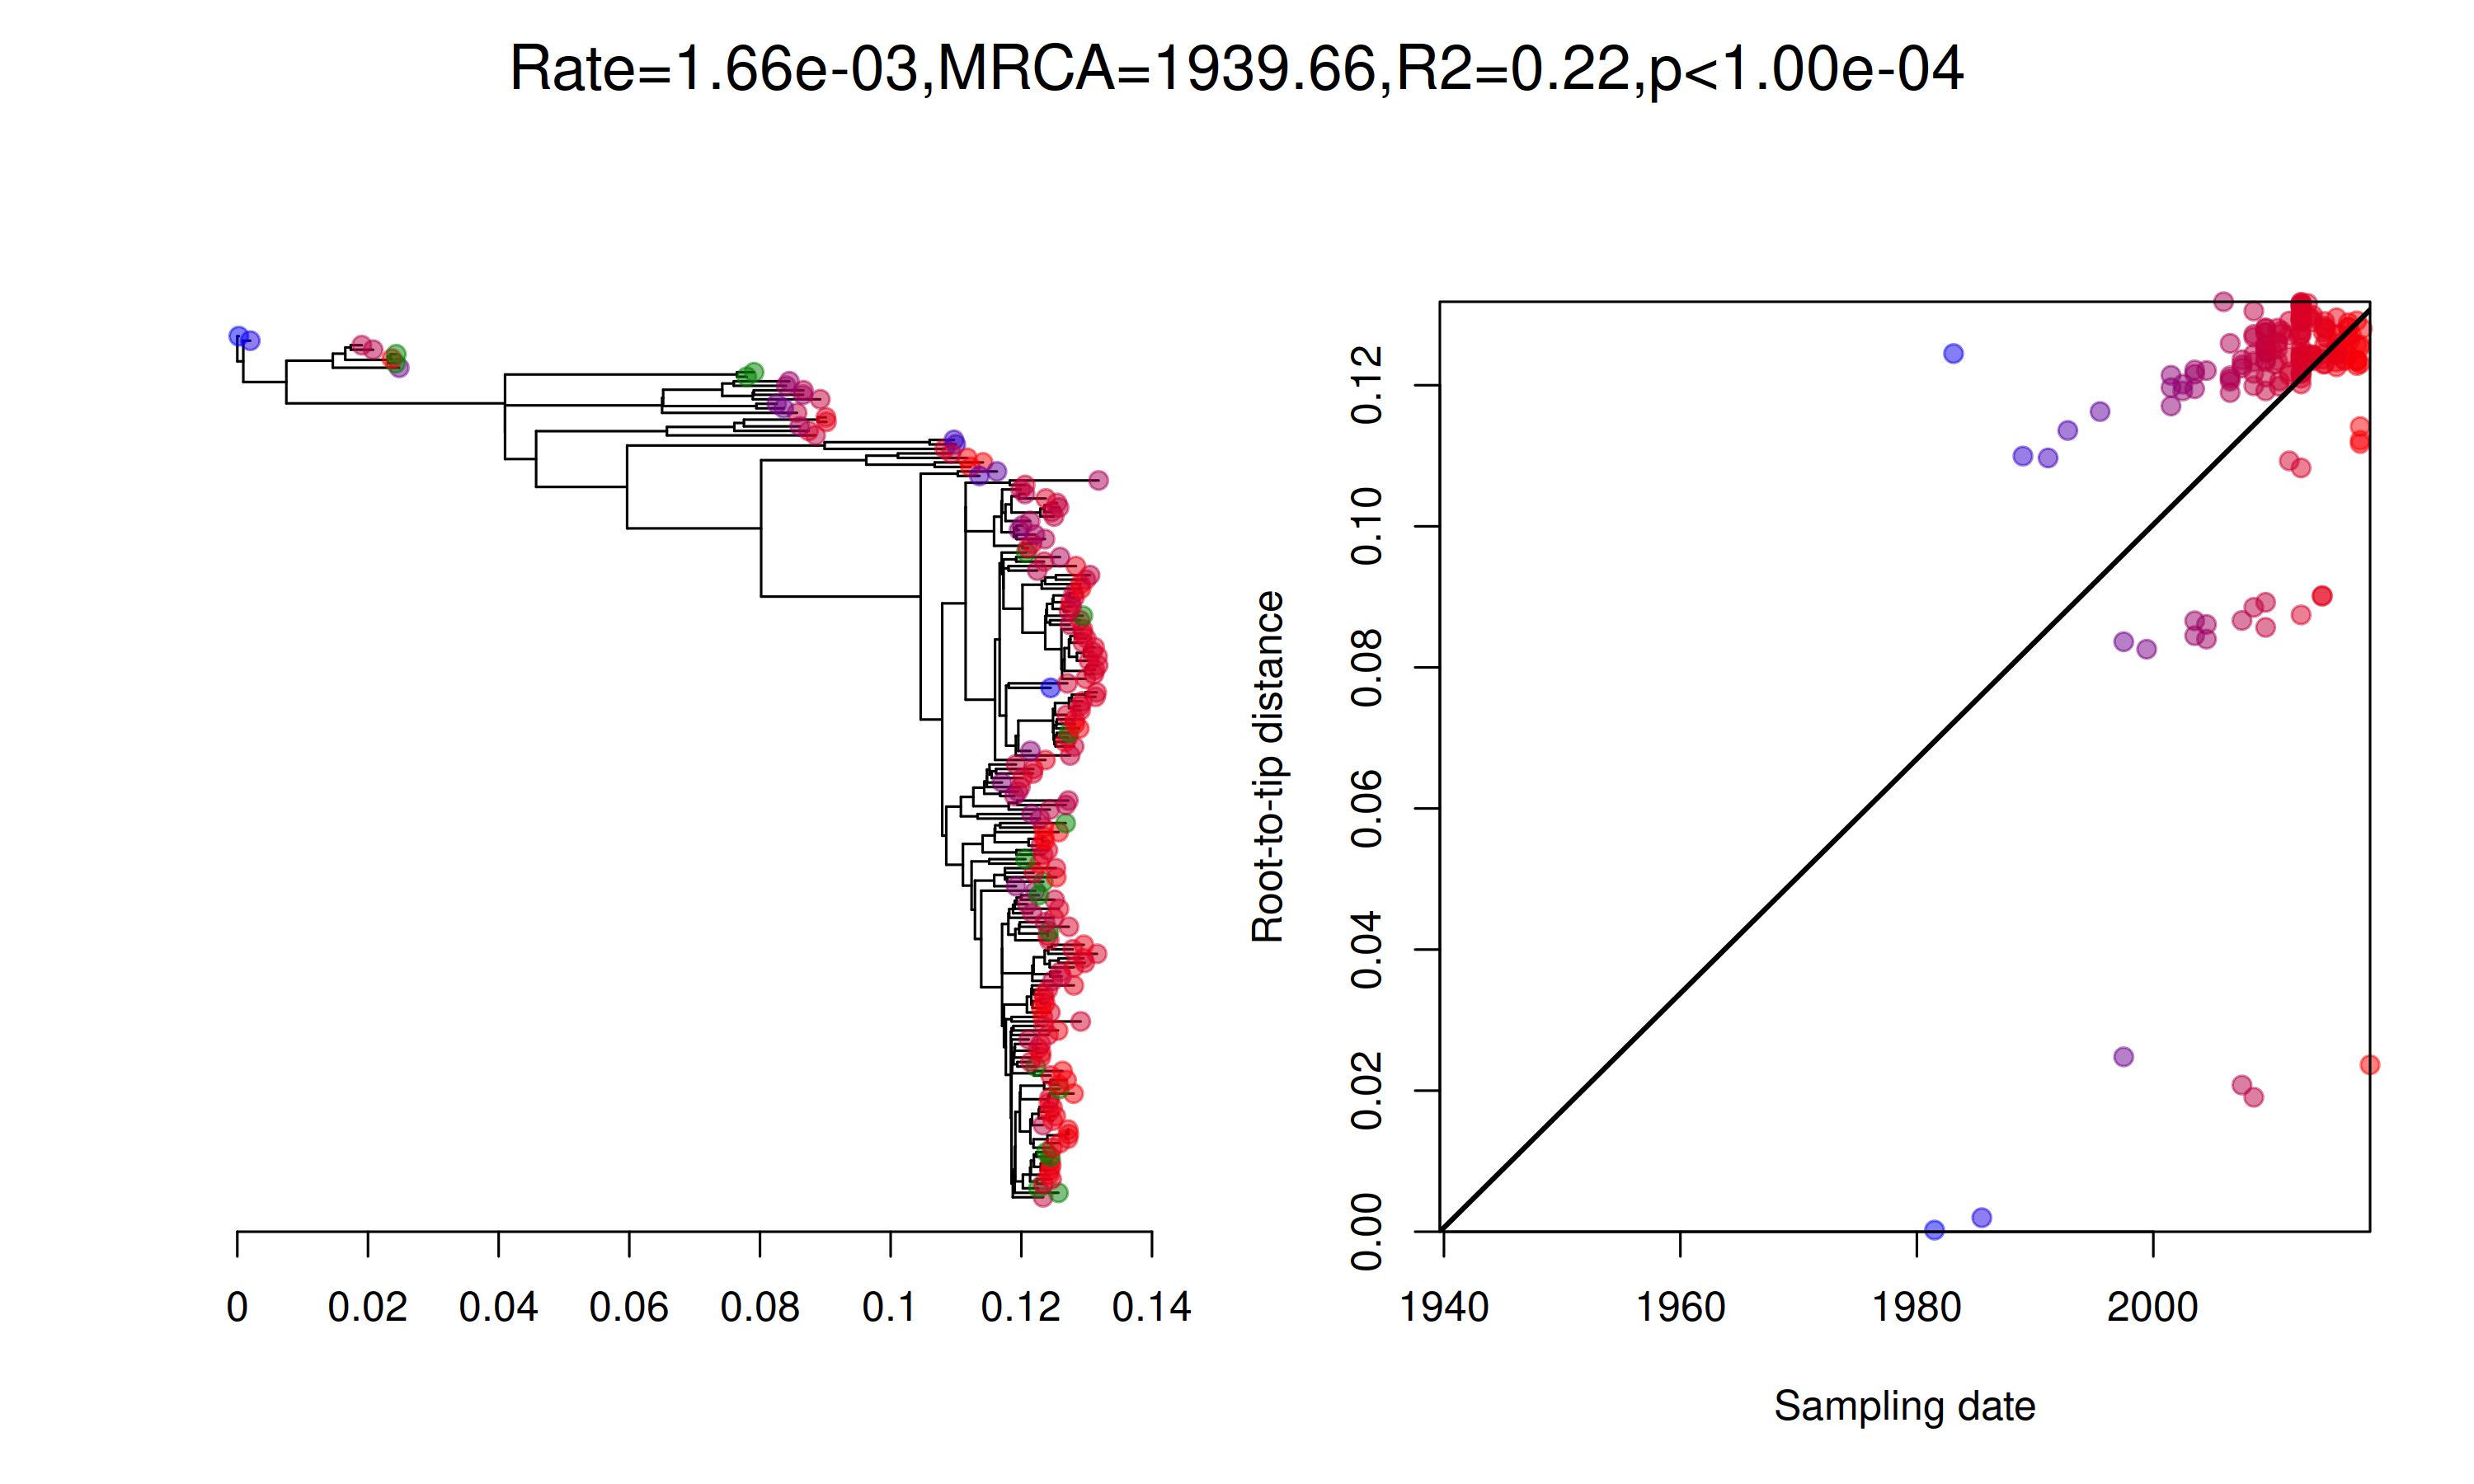 Rate=1.66e-03,MRCA=1939.66,R2=0.22,p<1.00e-04
0 0.02 0.04 0.06 0.08 0.1 0.12 0.14
Root-to-tip distance
0.00 0.02 0.04 0.06 0.08 0.10 0.12
1940 1960 1980 2000
Sampling date